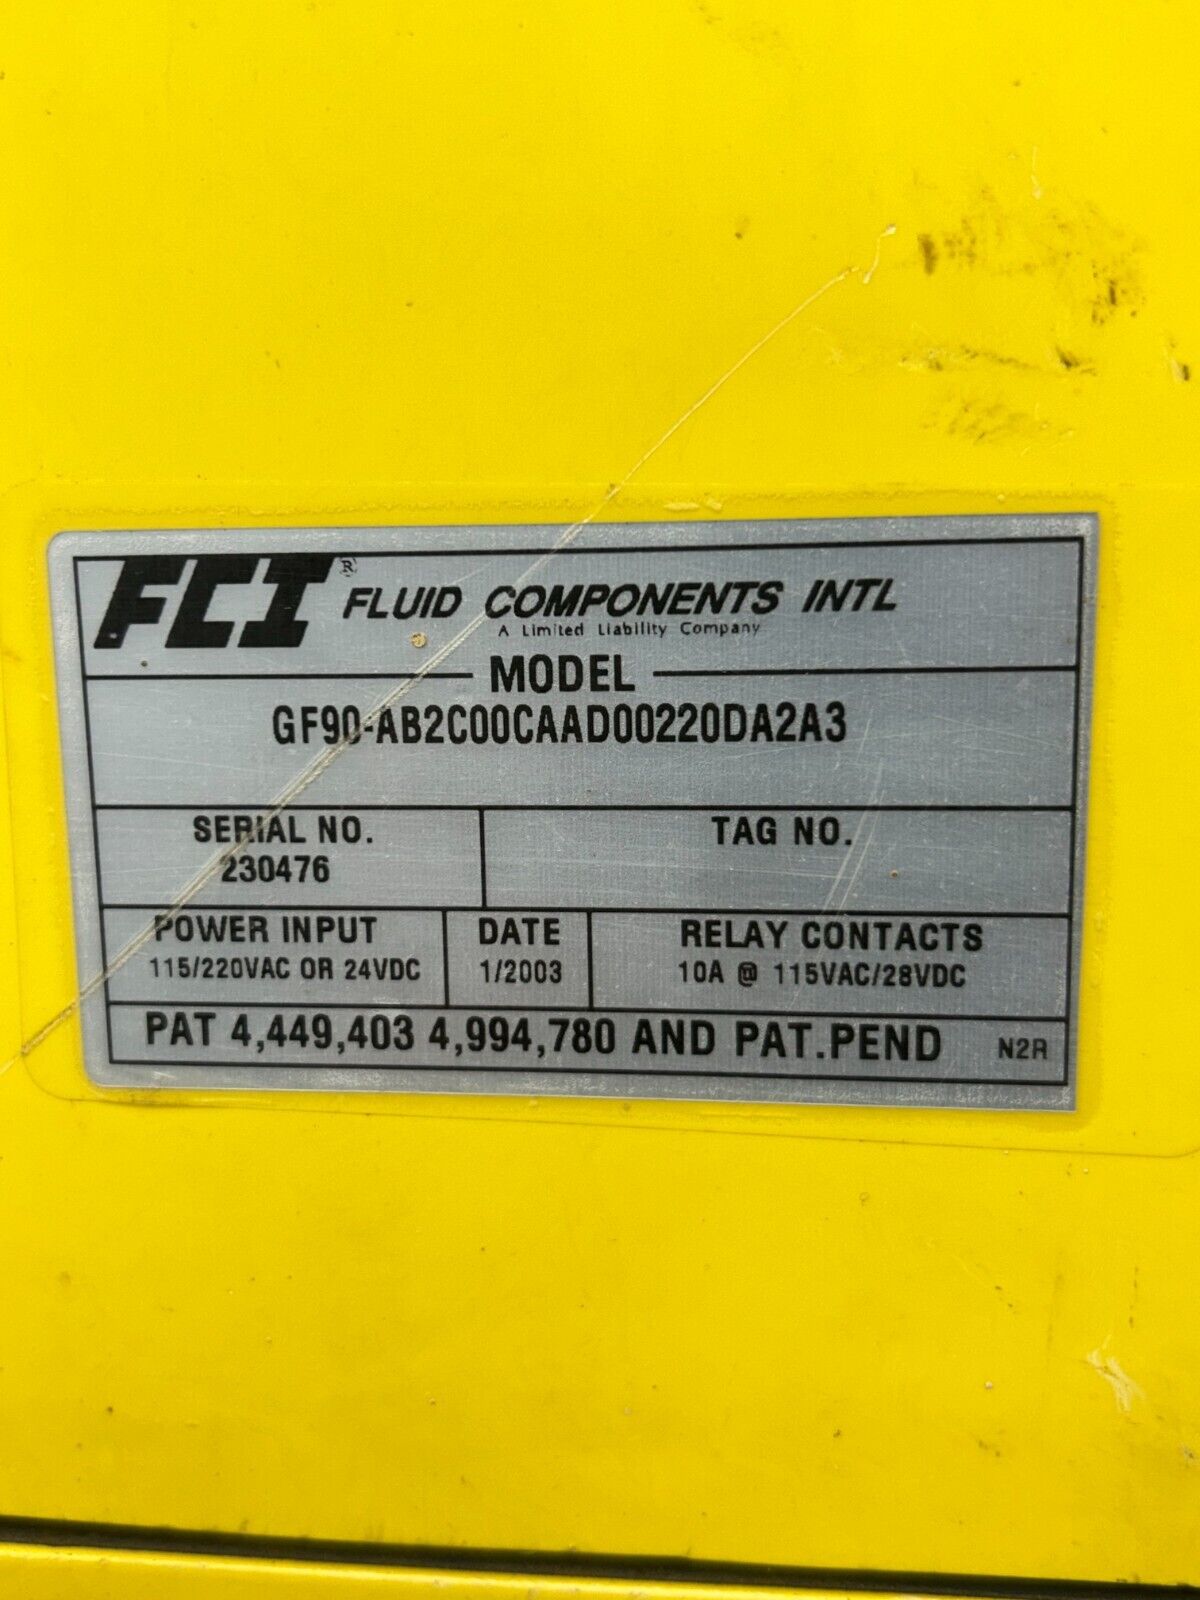 FCI® FLUID COMPONENTS INTL
A Limited Liability Company
MODEL
GF90-AB2C00CAAD00220DA2A3
SERIAL NO.
230476
TAG NO.
POWER INPUT
115/220VAC OR 24VDC
DATE
1/2003
RELAY CONTACTS
10A @ 115VAC/28VDC
PAT 4,449,403 4,994,780 AND PAT.PEND N2R